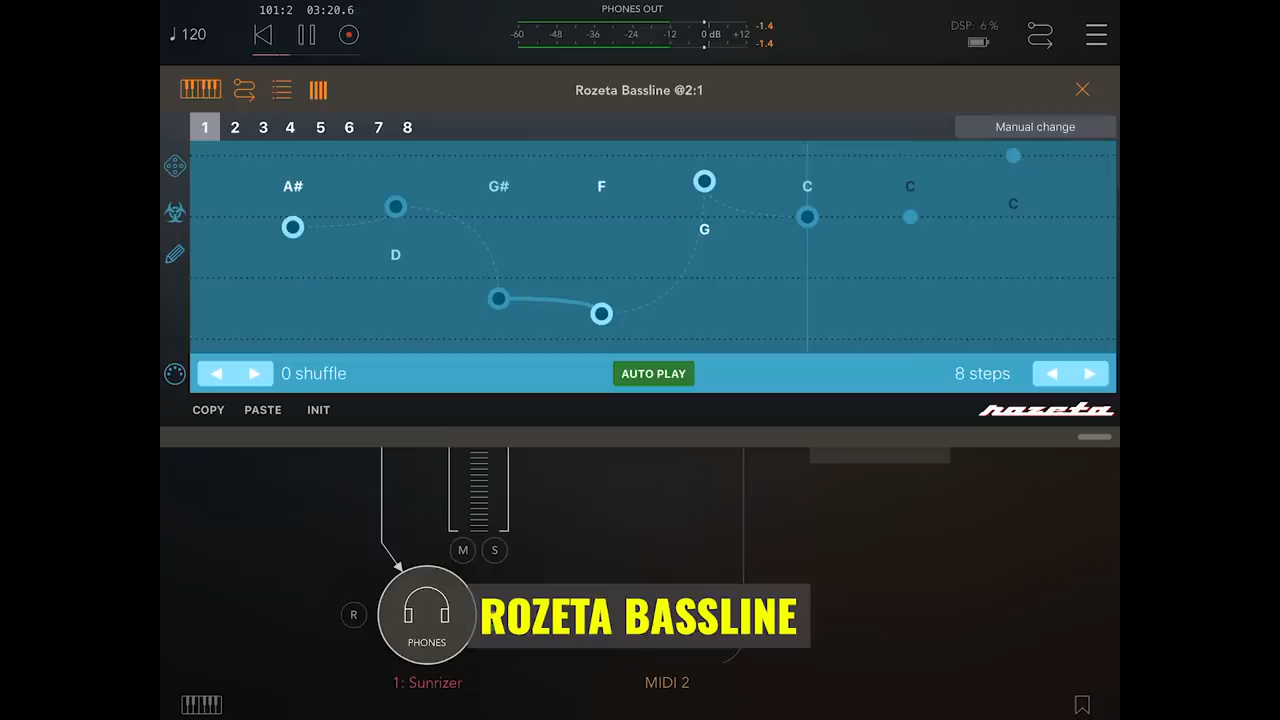 101:2 03:20.6
PHONES OUT
♩120
-60 -48 -36 -24 -12 0 dB +12
-1.4
-1.4
DSP: 6 %
Rozeta Bassline @2:1
1 2 3 4 5 6 7 8
Manual change
A# G# F C C
C
G
D
0 shuffle
AUTO PLAY
8 steps
COPY PASTE INIT
rozeta
M S
R
PHONES
ROZETA BASSLINE
1: Sunrizer
MIDI 2